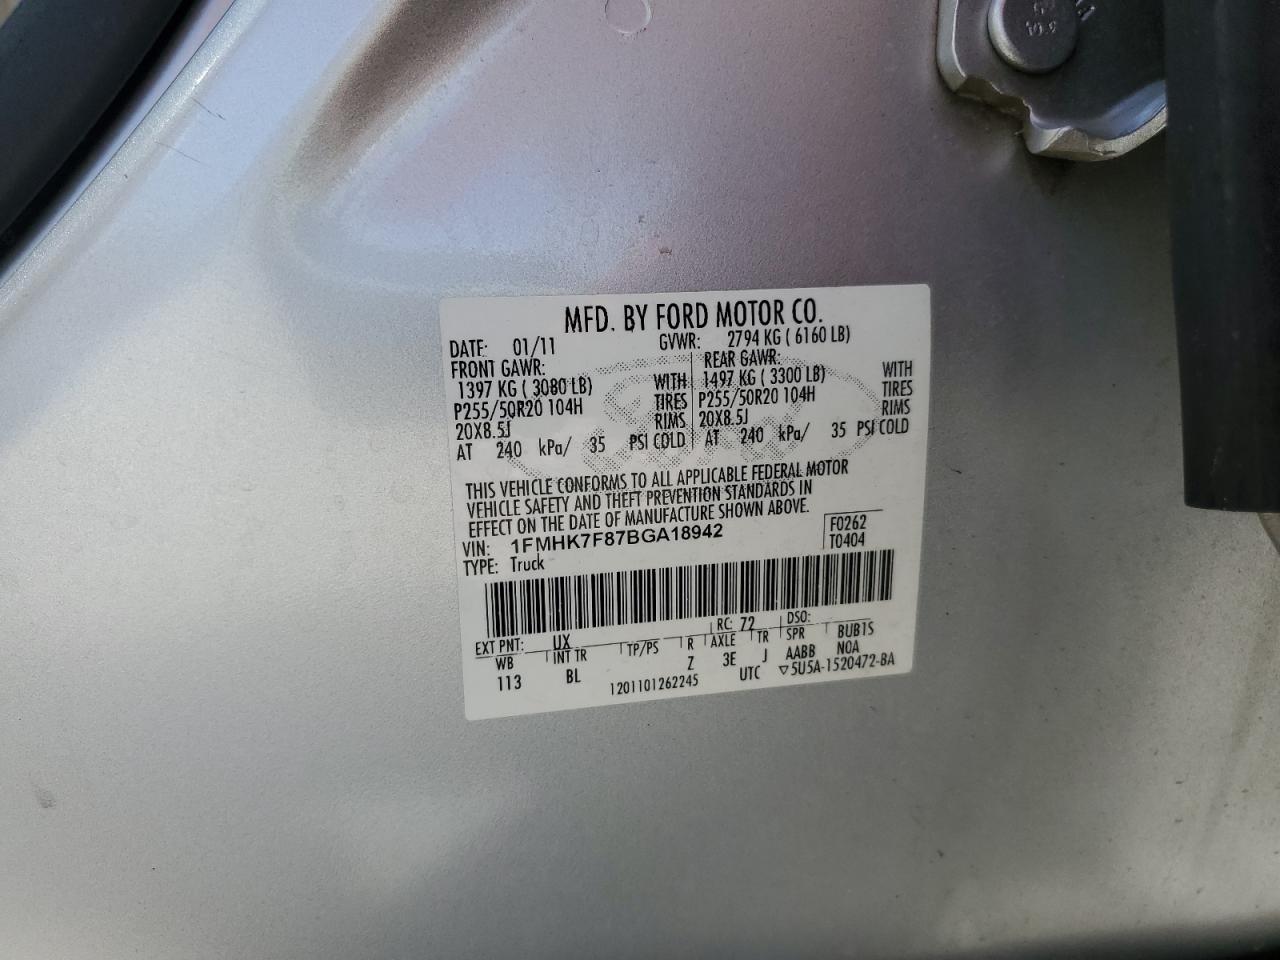 MFD. BY FORD MOTOR CO.
DATE: 01/11 GVWR: 2794 KG ( 6160 LB)
FRONT GAWR: REAR GAWR:
1397 KG ( 3080 LB) WITH 1497 KG ( 3300 LB) WITH
P255/50R20 104H TIRES P255/50R20 104H TIRES
20X8.5J RIMS 20X8.5J RIMS
AT 240 kPa/ 35 PSI COLD AT 240 kPa/ 35 PSI COLD
THIS VEHICLE CONFORMS TO ALL APPLICABLE FEDERAL MOTOR
VEHICLE SAFETY AND THEFT PREVENTION STANDARDS IN
EFFECT ON THE DATE OF MANUFACTURE SHOWN ABOVE.
VIN: 1FMHK7F87BGA18942 F0262
TYPE: Truck T0404
EXT PNT: UX RC: 72 DSO:
WB INT TR TP/PS R AXLE TR SPR BUB1S
113 BL Z 3E J AABB NOA
1201101262245 UTC ▽5U5A-1520472-BA